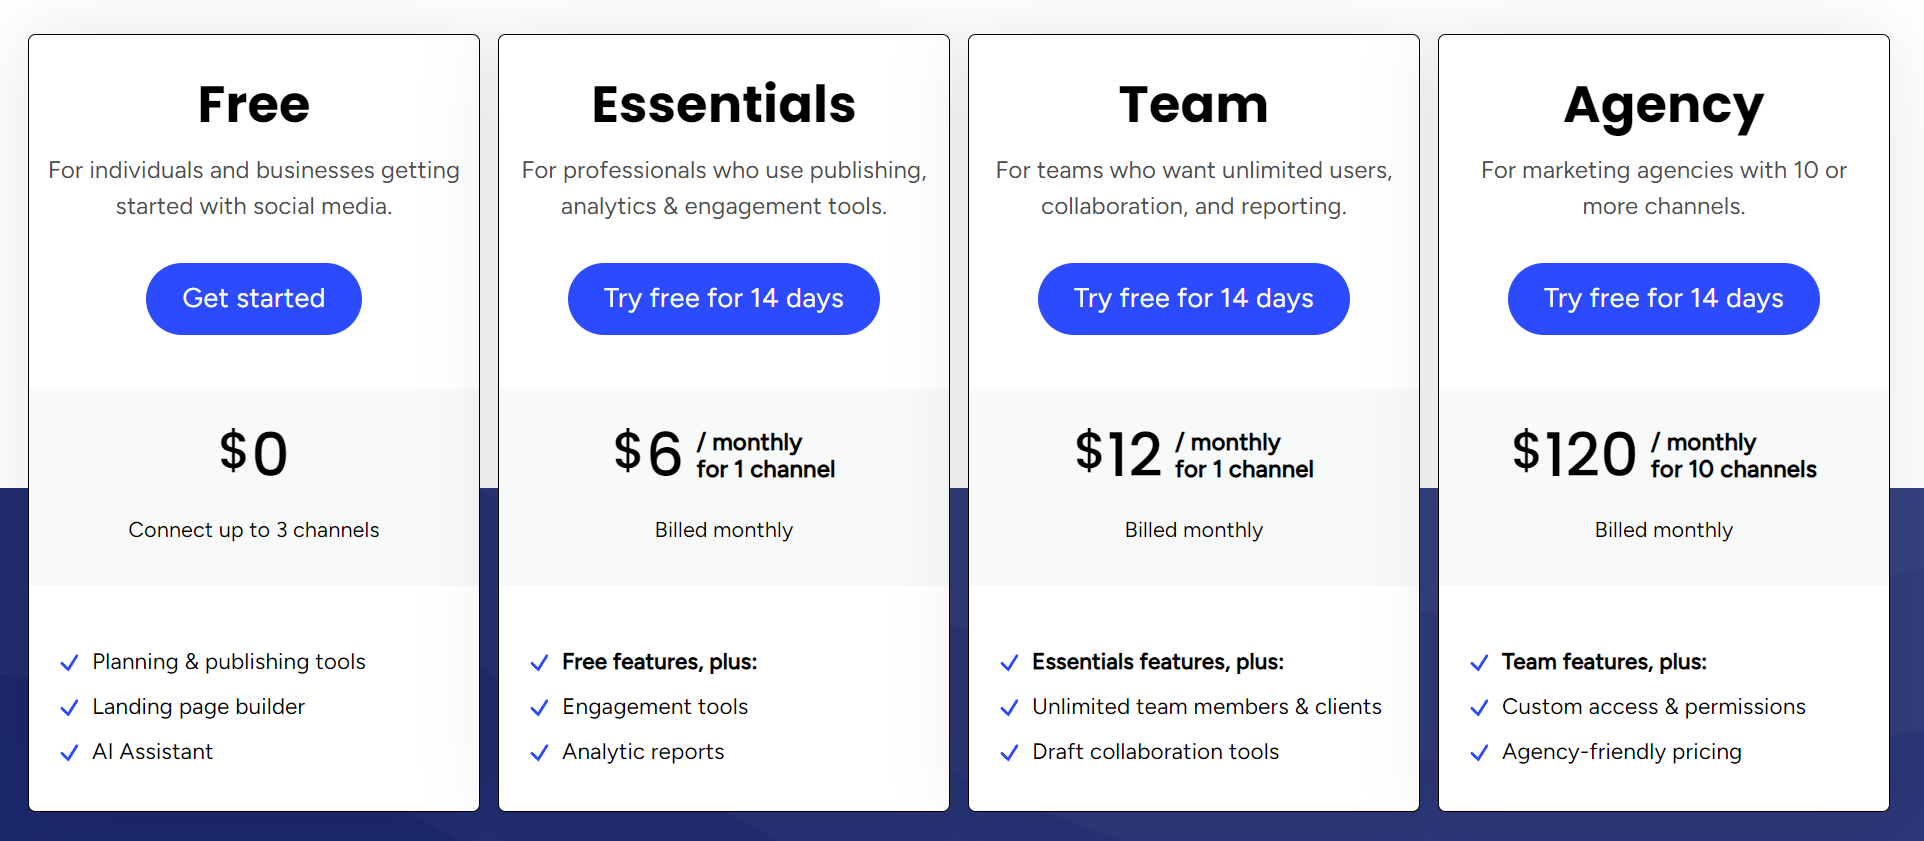 Free
For individuals and businesses getting
started with social media.
Get started
$0
Connect up to 3 channels
Planning & publishing tools
Landing page builder
AI Assistant
Essentials
For professionals who use publishing,
analytics & engagement tools.
Try free for 14 days
$6 / monthly
for 1 channel
Billed monthly
Free features, plus:
Engagement tools
Analytic reports
Team
For teams who want unlimited users,
collaboration, and reporting.
Try free for 14 days
$12 / monthly
for 1 channel
Billed monthly
Essentials features, plus:
Unlimited team members & clients
Draft collaboration tools
Agency
For marketing agencies with 10 or
more channels.
Try free for 14 days
$120 / monthly
for 10 channels
Billed monthly
Team features, plus:
Custom access & permissions
Agency-friendly pricing